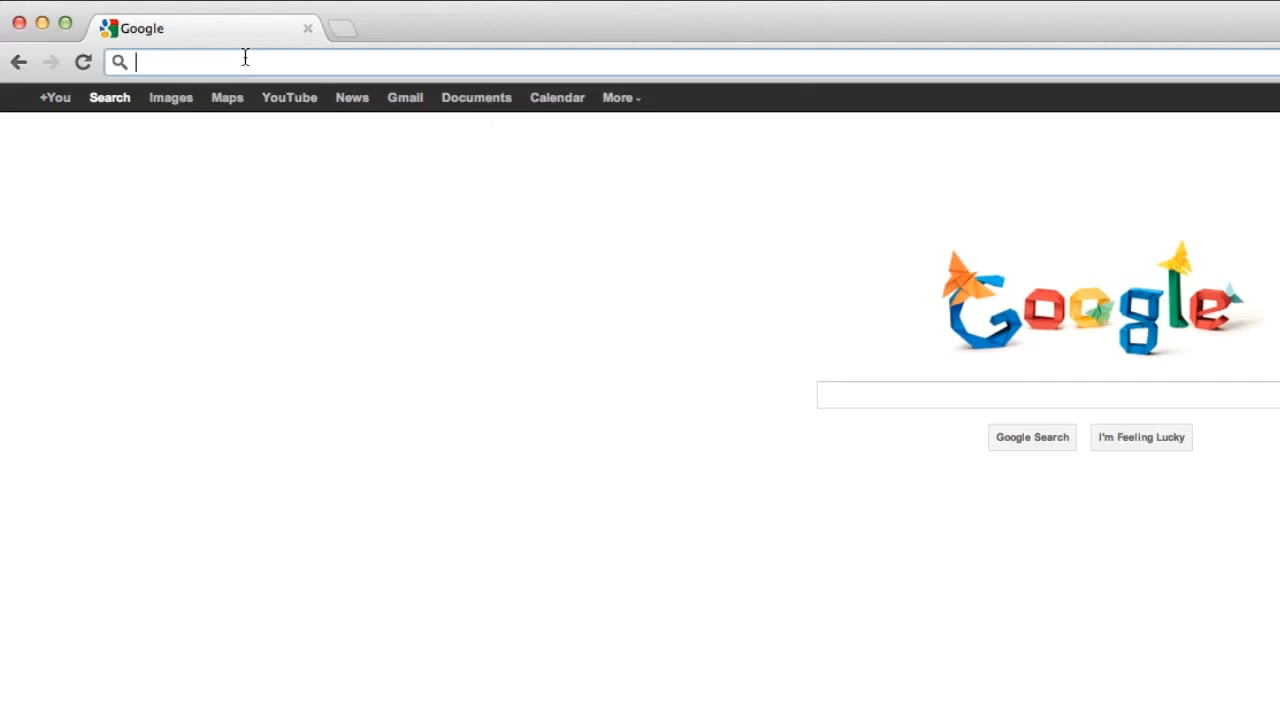 Google
+You Search Images Maps YouTube News Gmail Documents Calendar More
Google
Google Search I'm Feeling Lucky